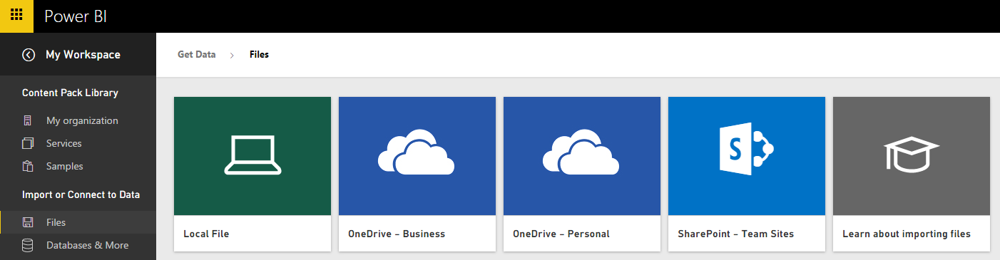 Power BI
My Workspace
Get Data > Files
Content Pack Library
My organization
Services
Samples
Import or Connect to Data
Files
Databases & More
S
Local File
OneDrive – Business
OneDrive – Personal
SharePoint – Team Sites
Learn about importing files